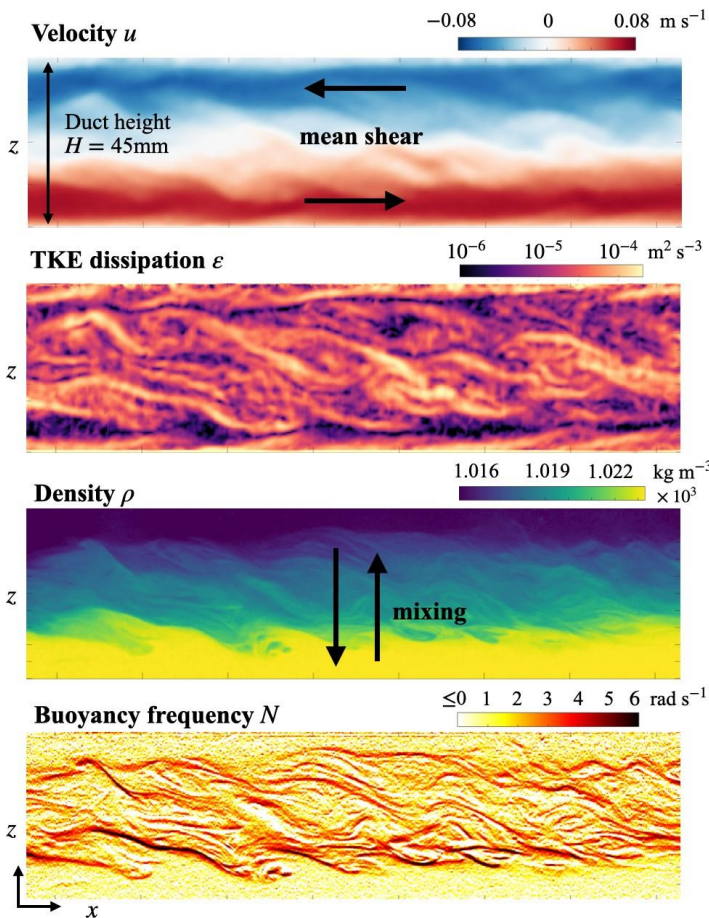 Velocity u
−0.08 0 0.08 m s⁻¹
Duct height
H = 45mm
mean shear
z
TKE dissipation ε
10⁻⁶ 10⁻⁵ 10⁻⁴ m² s⁻³
z
Density ρ
1.016 1.019 1.022 kg m⁻³
× 10³
mixing
z
Buoyancy frequency N
≤0 1 2 3 4 5 6 rad s⁻¹
z
x